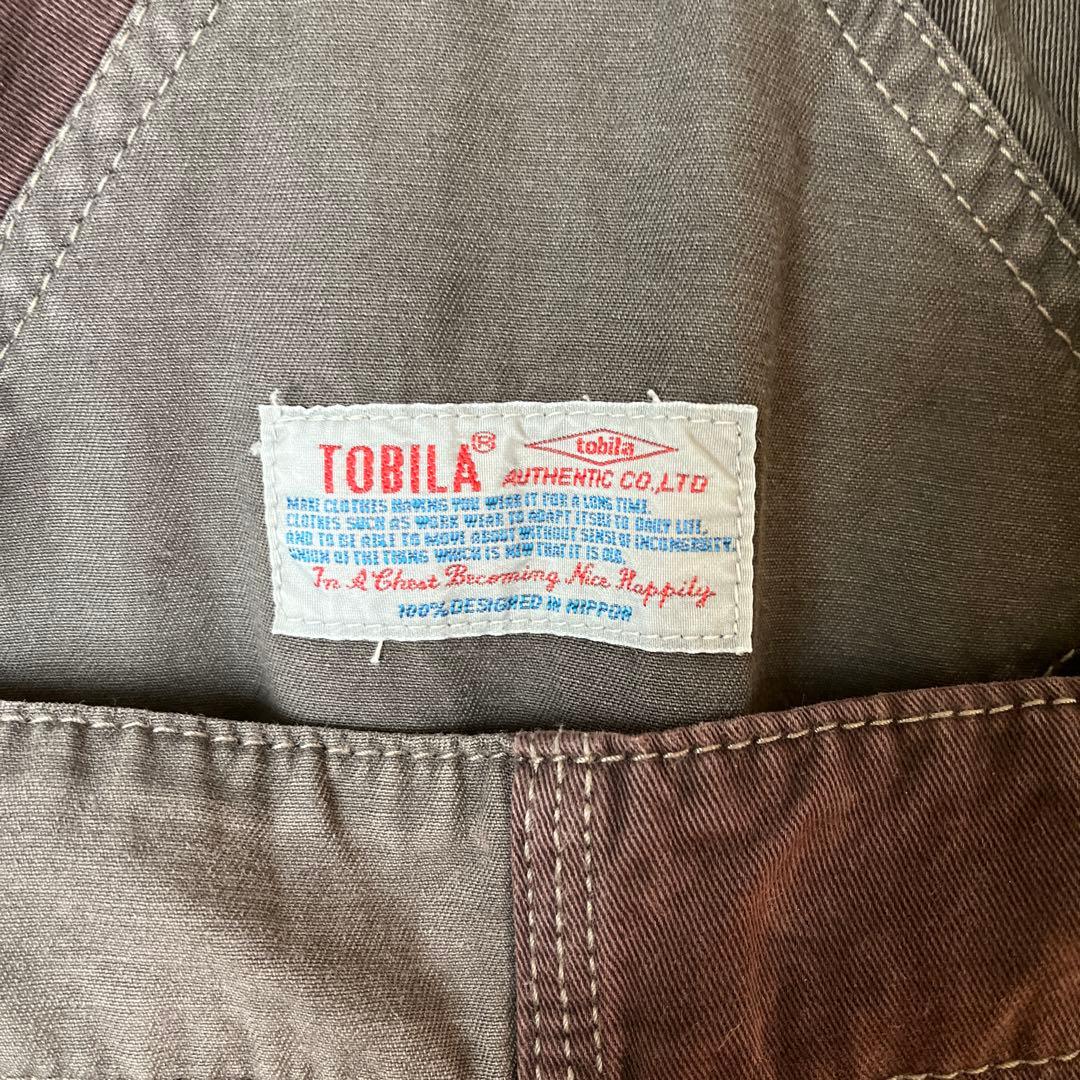 TOBILA®
tobila
AUTHENTIC CO.,LTD
MAKE CLOTHES HAVING YOU WEAR IT FOR A LONG TIME.
CLOTHES SUCH AS WORK WEAR TO ADAPT ITSELF TO DAILY LIFE,
AND TO BE ABLE TO MOVE ABOUT WITHOUT SENSE OF INCONGRUITY.
UNION OF THE THING WHICH IS NEW THAT IT IS OLD.
In A Chest Becoming Nice Happily
100% DESIGNED IN NIPPON